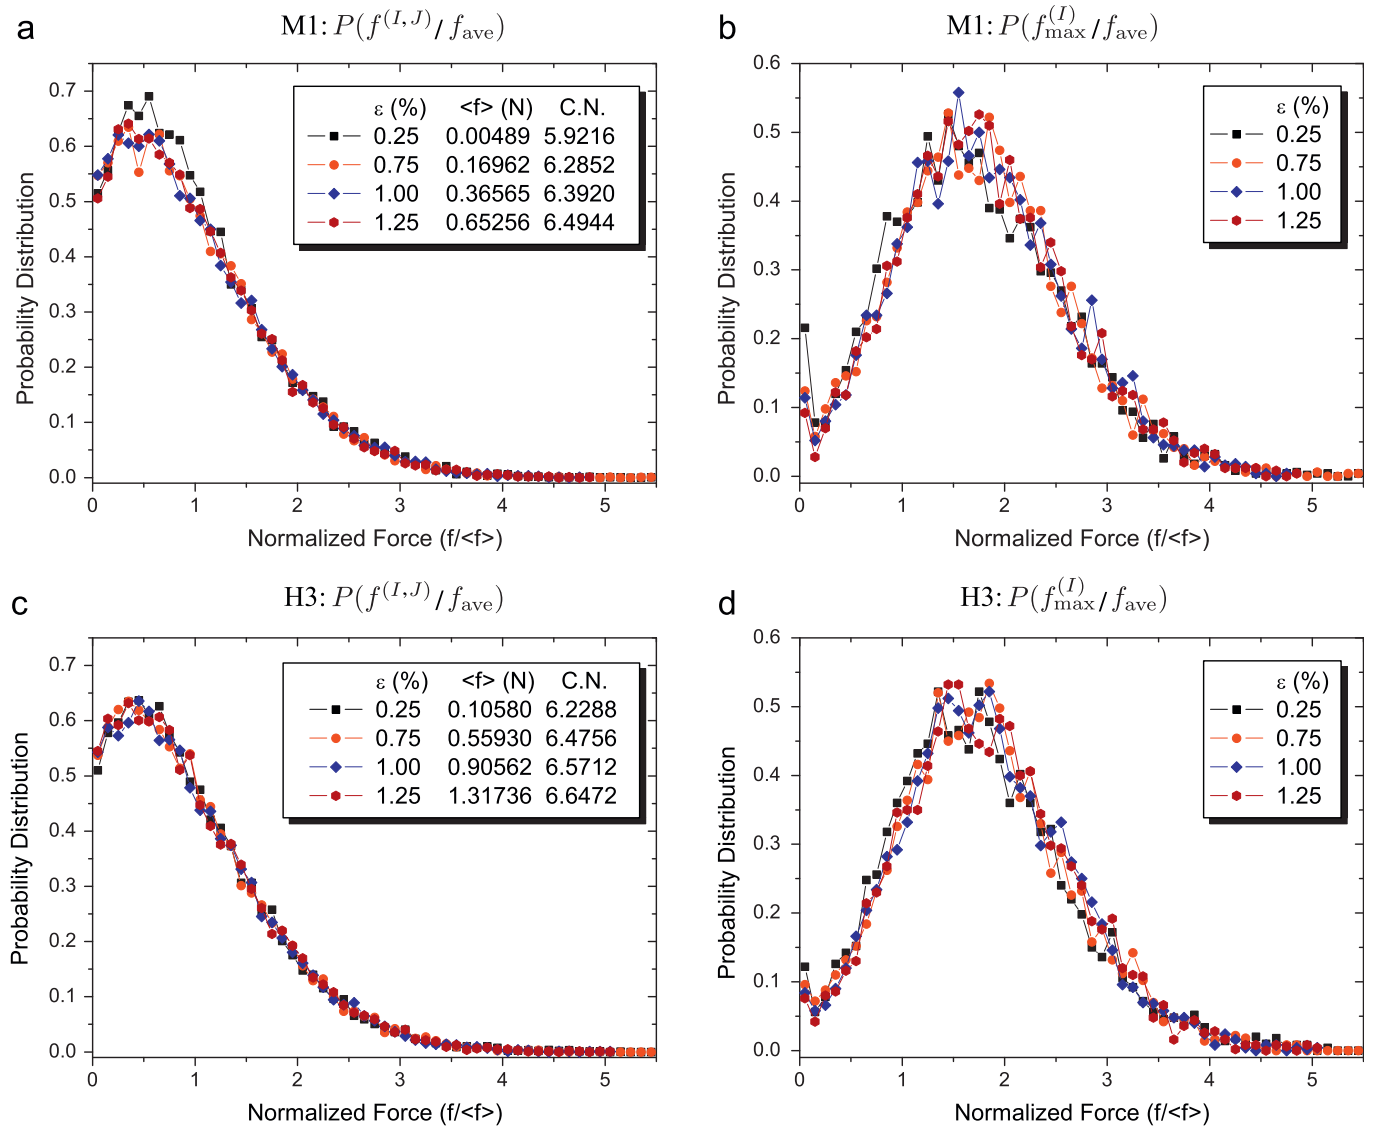 a
M1: P(f^(I,J)/f_ave)
0.7
0.6
0.5
0.4
0.3
0.2
0.1
0.0
Probability Distribution
ε (%) <f> (N) C.N.
0.25 0.00489 5.9216
0.75 0.16962 6.2852
1.00 0.36565 6.3920
1.25 0.65256 6.4944
0 1 2 3 4 5
Normalized Force (f/<f>)
b
M1: P(f_max^(I)/f_ave)
0.6
0.5
0.4
0.3
0.2
0.1
0.0
Probability Distribution
ε (%)
0.25
0.75
1.00
1.25
0 1 2 3 4 5
Normalized Force (f/<f>)
c
H3: P(f^(I,J)/f_ave)
0.7
0.6
0.5
0.4
0.3
0.2
0.1
0.0
Probability Distribution
ε (%) <f> (N) C.N.
0.25 0.10580 6.2288
0.75 0.55930 6.4756
1.00 0.90562 6.5712
1.25 1.31736 6.6472
0 1 2 3 4 5
Normalized Force (f/<f>)
d
H3: P(f_max^(I)/f_ave)
0.6
0.5
0.4
0.3
0.2
0.1
0.0
Probability Distribution
ε (%)
0.25
0.75
1.00
1.25
0 1 2 3 4 5
Normalized Force (f/<f>)